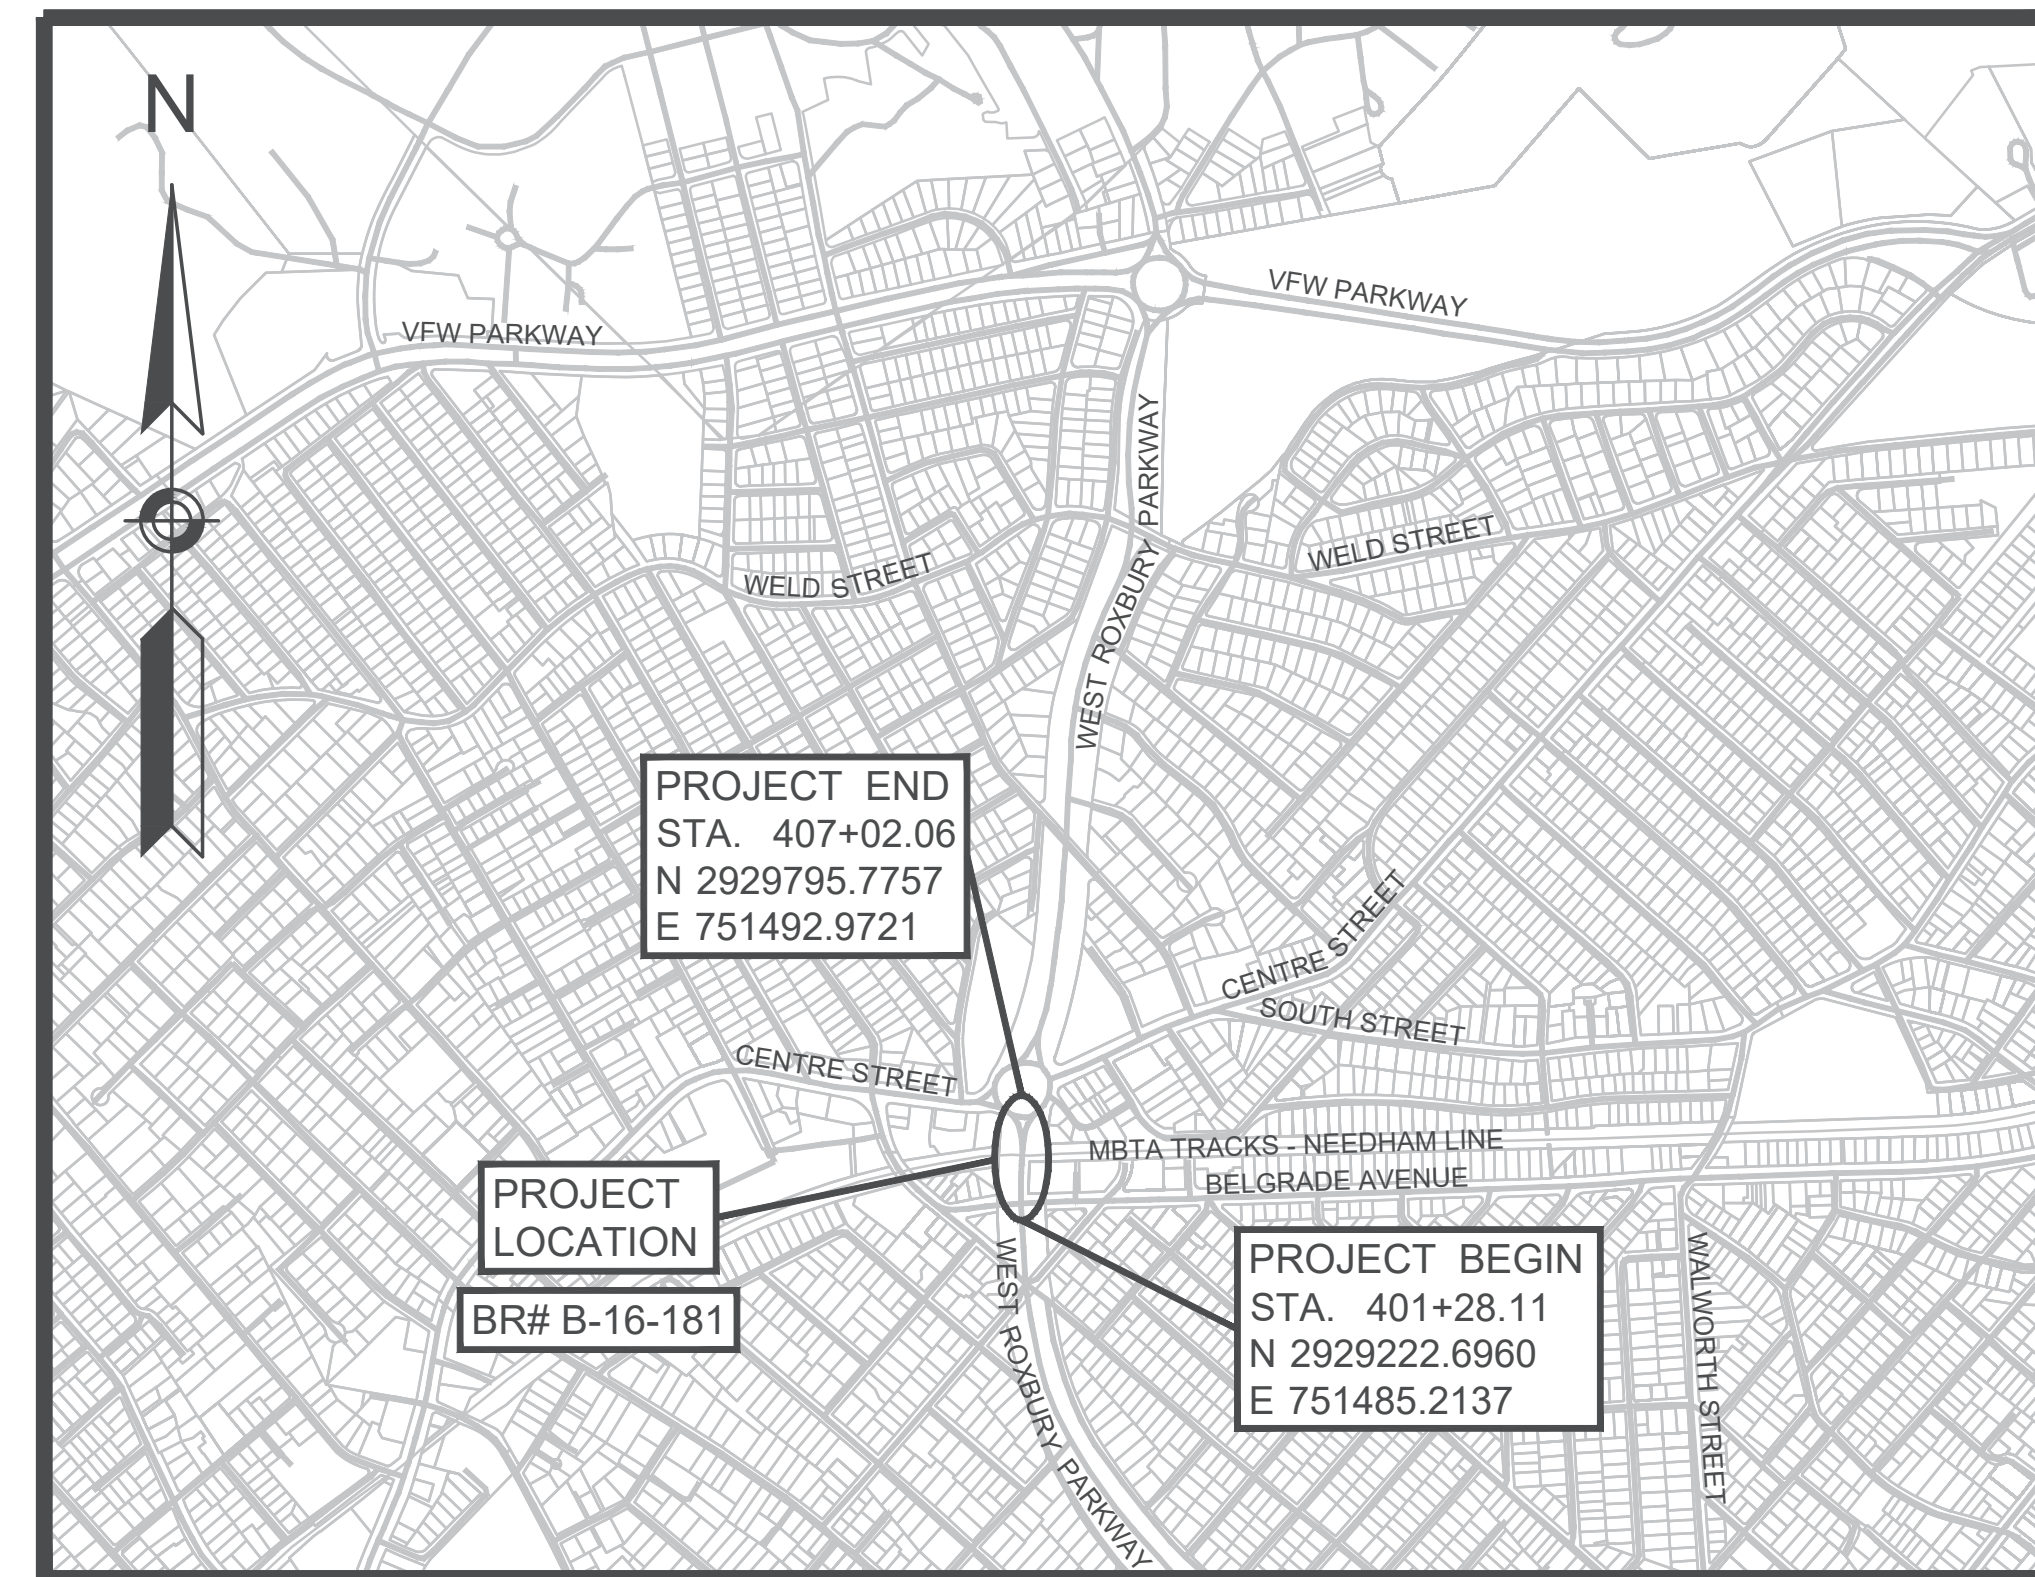 N
VFW PARKWAY
VFW PARKWAY
WEST ROXBURY PARKWAY
WELD STREET
WELD STREET
PROJECT END
STA. 407+02.06
N 2929795.7757
E 751492.9721
CENTRE STREET
SOUTH STREET
CENTRE STREET
MBTA TRACKS - NEEDHAM LINE
BELGRADE AVENUE
PROJECT
LOCATION
BR# B-16-181
WEST ROXBURY PARKWAY
PROJECT BEGIN
STA. 401+28.11
N 2929222.6960
E 751485.2137
WALWORTH STREET